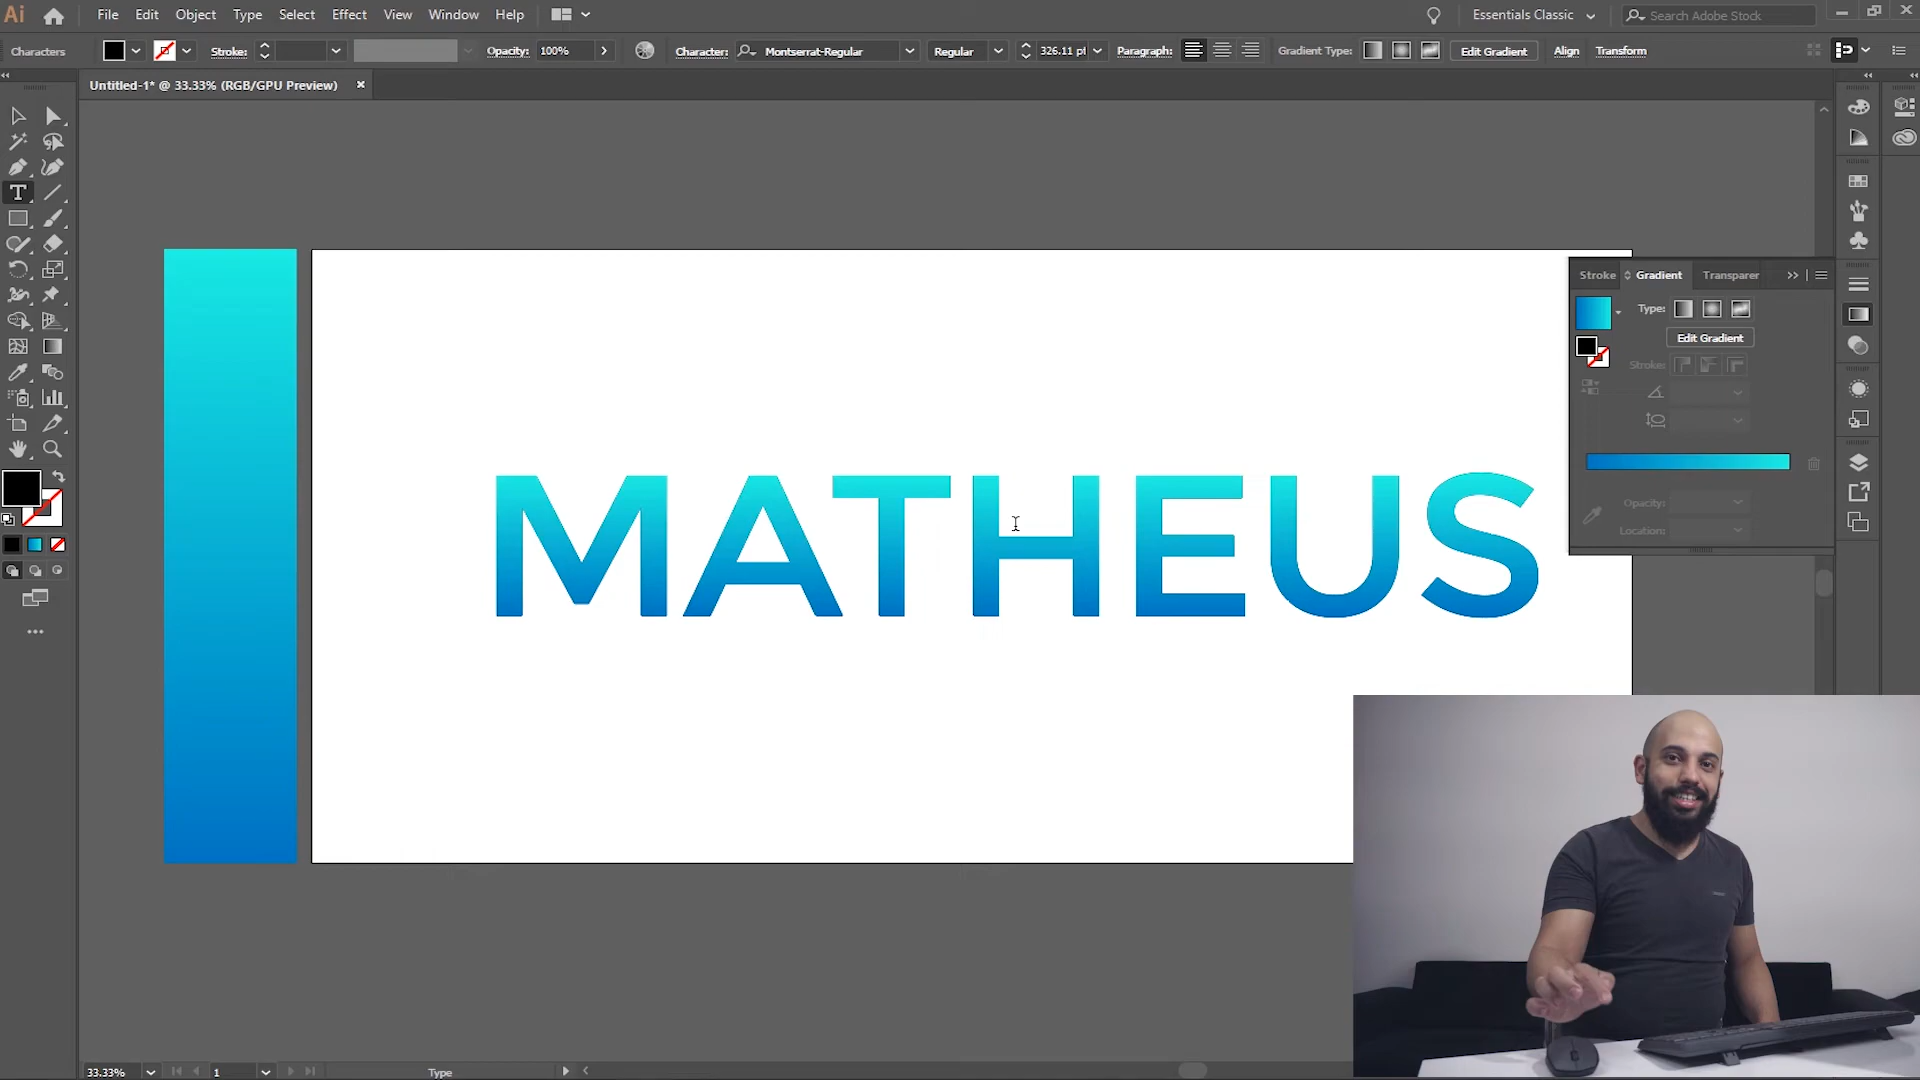 Ai File Edit Object Type Select Effect View Window Help Essentials Classic Search Adobe Stock
Characters Stroke: Opacity: 100% Character: Montserrat-Regular Regular 326.11 pt Paragraph: Gradient Type: Edit Gradient Align Transform
Untitled-1* @ 33.33% (RGB/GPU Preview)
Stroke Gradient Transparer
Type:
Edit Gradient
Stroke:
Opacity:
Location:
MATHEUS
33.33% 1 Type